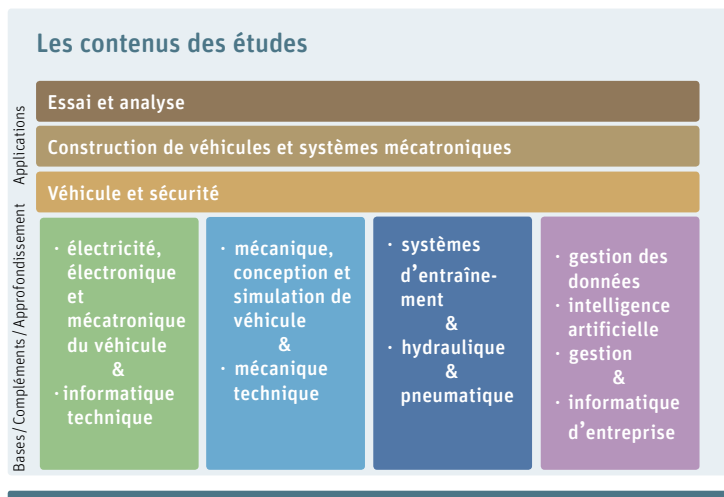 Les contenus des études
Applications
Essai et analyse
Construction de véhicules et systèmes mécatroniques
Véhicule et sécurité
Bases / Compléments / Approfondissement
· électricité,
électronique
et
mécatronique
du véhicule
&
· informatique
technique
· mécanique,
conception et
simulation de
véhicule
&
· mécanique
technique
· systèmes
d’entraîne-
ment
&
· hydraulique
&
pneumatique
· gestion des
données
· intelligence
artificielle
· gestion
&
· informatique
d’entreprise